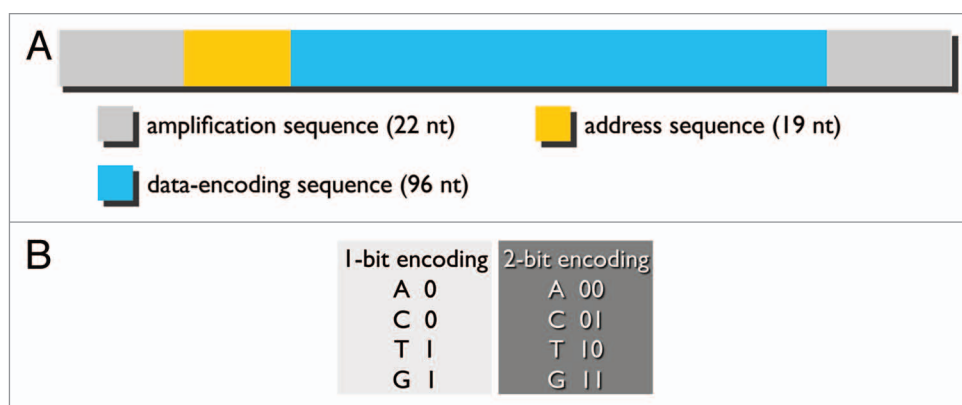 A
amplification sequence (22 nt)
address sequence (19 nt)
data-encoding sequence (96 nt)
B
1-bit encoding
A 0
C 0
T 1
G 1
2-bit encoding
A 00
C 01
T 10
G 11